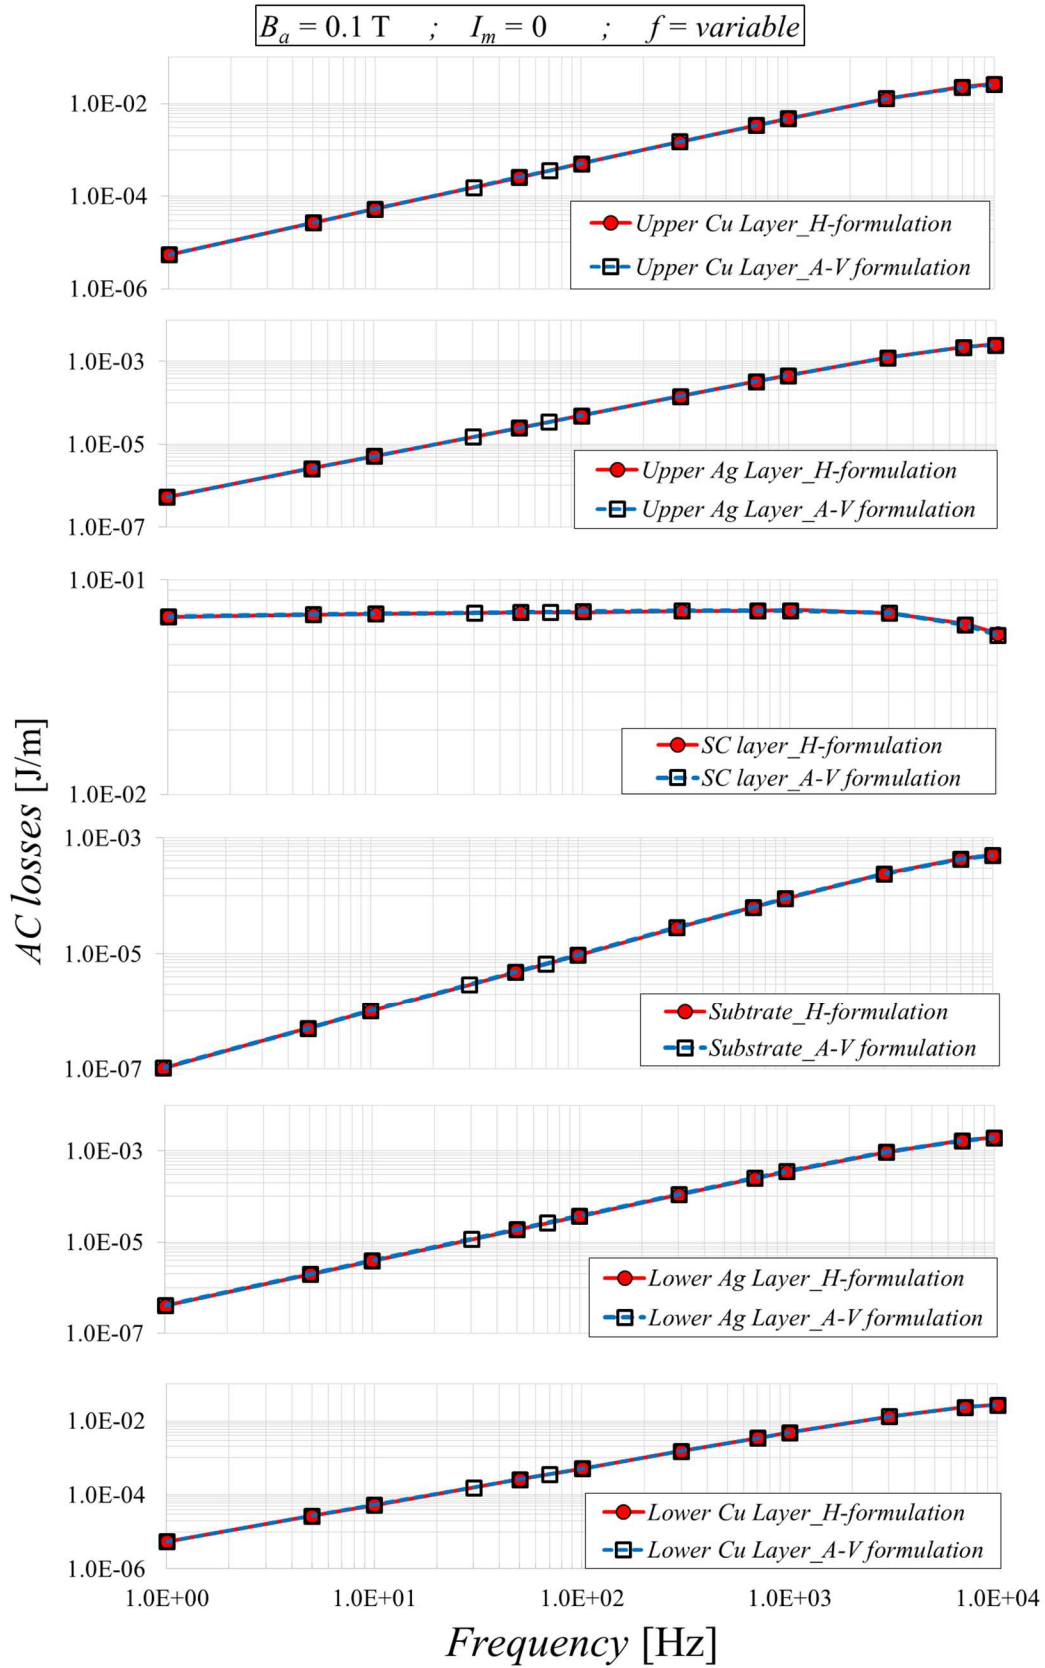 B_a = 0.1 T ; I_m = 0 ; f = variable
1.0E-02
1.0E-04
1.0E-06
Upper Cu Layer_H-formulation
Upper Cu Layer_A-V formulation
1.0E-03
1.0E-05
1.0E-07
Upper Ag Layer_H-formulation
Upper Ag Layer_A-V formulation
1.0E-01
1.0E-02
SC layer_H-formulation
SC layer_A-V formulation
AC losses [J/m]
1.0E-03
1.0E-05
1.0E-07
Subtrate_H-formulation
Substrate_A-V formulation
1.0E-03
1.0E-05
1.0E-07
Lower Ag Layer_H-formulation
Lower Ag Layer_A-V formulation
1.0E-02
1.0E-04
1.0E-06
Lower Cu Layer_H-formulation
Lower Cu Layer_A-V formulation
1.0E+00 1.0E+01 1.0E+02 1.0E+03 1.0E+04
Frequency [Hz]